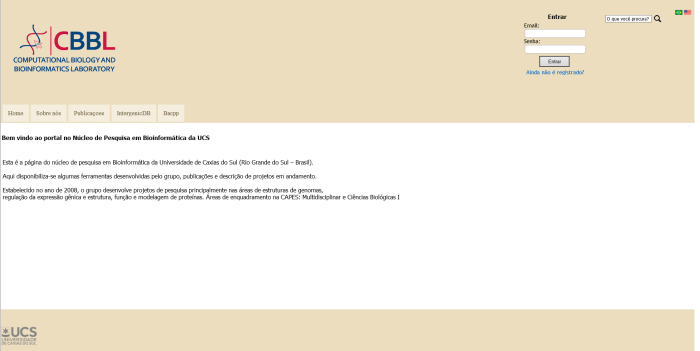 CBBL
COMPUTATIONAL BIOLOGY AND
BIOINFORMATICS LABORATORY
Entrar
Email:
Senha:
Entrar
Ainda não é registrado?
O que você procura?
Home Sobre nós Publicaçoes IntergenicDB Bacpp
Bem vindo ao portal no Núcleo de Pesquisa em Bioinformática da UCS
Esta é a página do núcleo de pesquisa em Bioinformática da Universidade de Caxias do Sul (Rio Grande do Sul – Brasil).
Aqui disponibiliza-se algumas ferramentas desenvolvidas pelo grupo, publicações e descrição de projetos em andamento.
Estabelecido no ano de 2008, o grupo desenvolve projetos de pesquisa principalmente nas áreas de estruturas de genomas,
regulação da expressão gênica e estrutura, função e modelagem de proteínas. Áreas de enquadramento na CAPES: Multidisciplinar e Ciências Biológicas I
UCS
UNIVERSIDADE
DE CAXIAS DO SUL